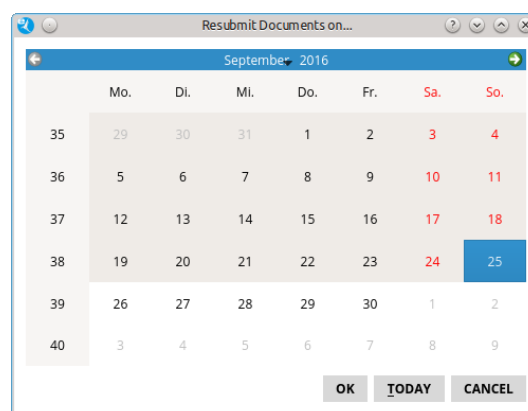 Resubmit Documents on...
September 2016
Mo. Di. Mi. Do. Fr. Sa. So.
35 29 30 31 1 2 3 4
36 5 6 7 8 9 10 11
37 12 13 14 15 16 17 18
38 19 20 21 22 23 24 25
39 26 27 28 29 30 1 2
40 3 4 5 6 7 8 9
OK TODAY CANCEL